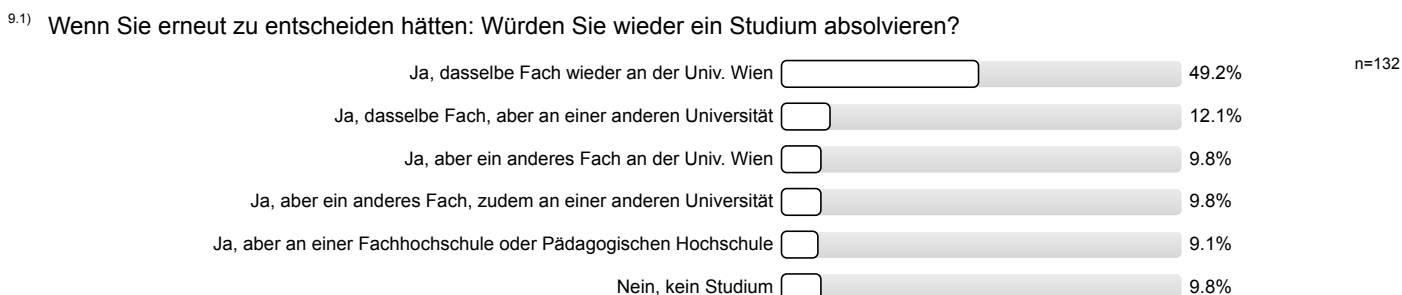 9.1) Wenn Sie erneut zu entscheiden hätten: Würden Sie wieder ein Studium absolvieren?
Ja, dasselbe Fach wieder an der Univ. Wien 49.2% n=132
Ja, dasselbe Fach, aber an einer anderen Universität 12.1%
Ja, aber ein anderes Fach an der Univ. Wien 9.8%
Ja, aber ein anderes Fach, zudem an einer anderen Universität 9.8%
Ja, aber an einer Fachhochschule oder Pädagogischen Hochschule 9.1%
Nein, kein Studium 9.8%